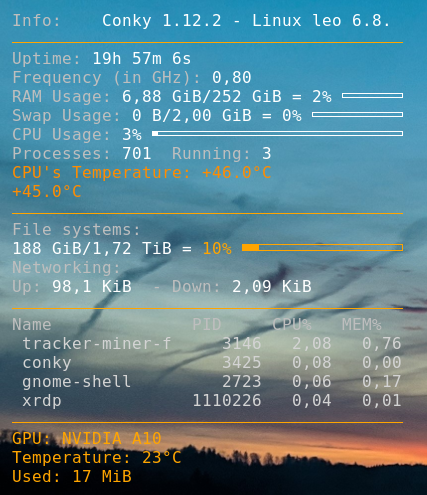 Info:    Conky 1.12.2 - Linux leo 6.8.
Uptime: 19h 57m 6s
Frequency (in GHz): 0,80
RAM Usage: 6,88 GiB/252 GiB = 2%
Swap Usage: 0 B/2,00 GiB = 0%
CPU Usage: 3%
Processes: 701  Running: 3
CPU's Temperature: +46.0°C
+45.0°C
File systems:
188 GiB/1,72 TiB = 10%
Networking:
Up: 98,1 KiB  - Down: 2,09 KiB
Name              PID     CPU%   MEM%
tracker-miner-f     3146   2,08   0,76
conky               3425   0,08   0,00
gnome-shell         2723   0,06   0,17
xrdp             1110226   0,04   0,01
GPU: NVIDIA A10
Temperature: 23°C
Used: 17 MiB